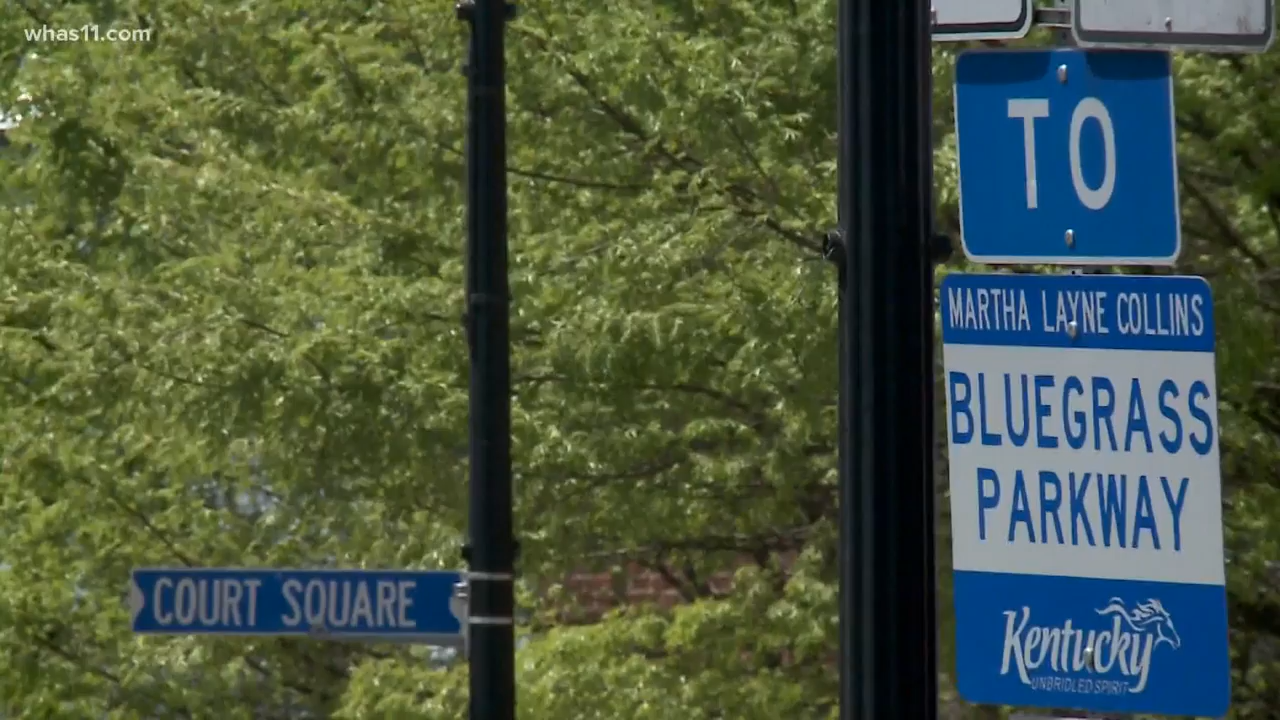 whas11.com
TO
MARTHA LAYNE COLLINS
BLUEGRASS
PARKWAY
Kentucky
UNBRIDLED SPIRIT
COURT SQUARE